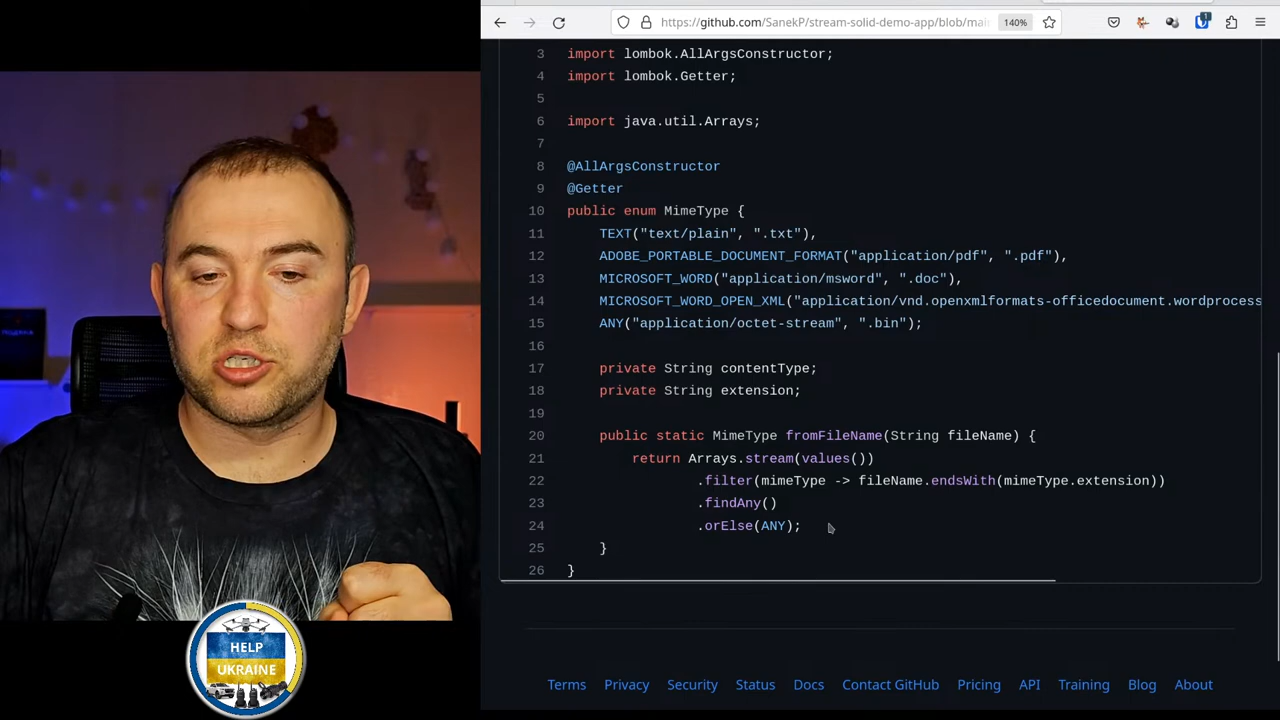 https://github.com/SanekP/stream-solid-demo-app/blob/mai
140%
1
3 import lombok.AllArgsConstructor;
4 import lombok.Getter;
5
6 import java.util.Arrays;
7
8 @AllArgsConstructor
9 @Getter
10 public enum MimeType {
11 TEXT("text/plain", ".txt"),
12 ADOBE_PORTABLE_DOCUMENT_FORMAT("application/pdf", ".pdf"),
13 MICROSOFT_WORD("application/msword", ".doc"),
14 MICROSOFT_WORD_OPEN_XML("application/vnd.openxmlformats-officedocument.wordprocess
15 ANY("application/octet-stream", ".bin");
16
17 private String contentType;
18 private String extension;
19
20 public static MimeType fromFileName(String fileName) {
21 return Arrays.stream(values())
22 .filter(mimeType -> fileName.endsWith(mimeType.extension))
23 .findAny()
24 .orElse(ANY);
25 }
26 }
HELP
UKRAINE
Terms Privacy Security Status Docs Contact GitHub Pricing API Training Blog About